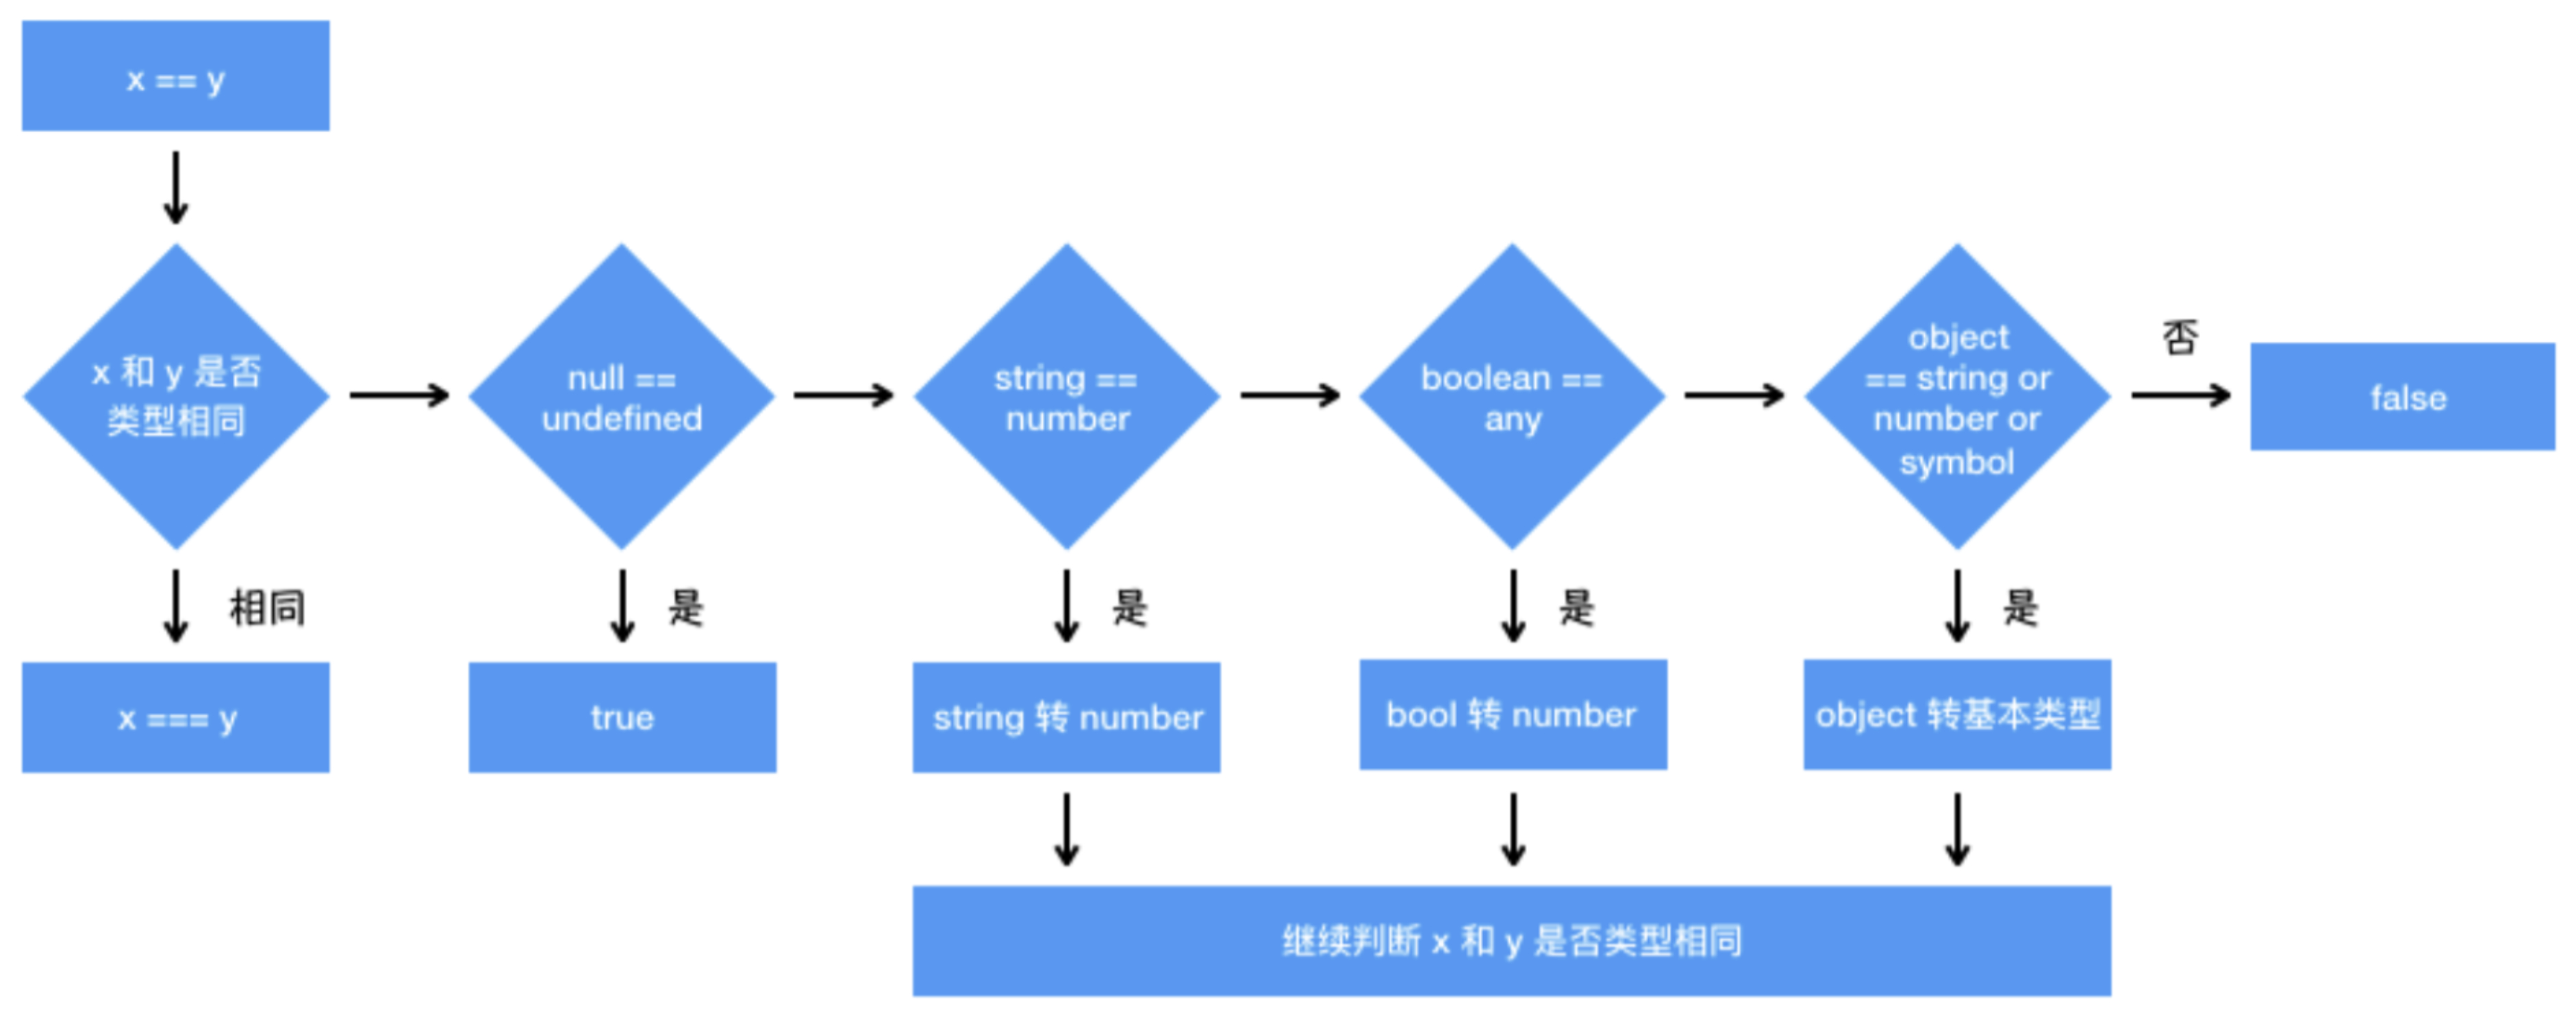 x == y
x 和 y 是否
类型相同
null ==
undefined
string ==
number
boolean ==
any
object
== string or
number or
symbol
否
false
相同
是
是
是
是
x === y
true
string 转 number
bool 转 number
object 转基本类型
继续判断 x 和 y 是否类型相同